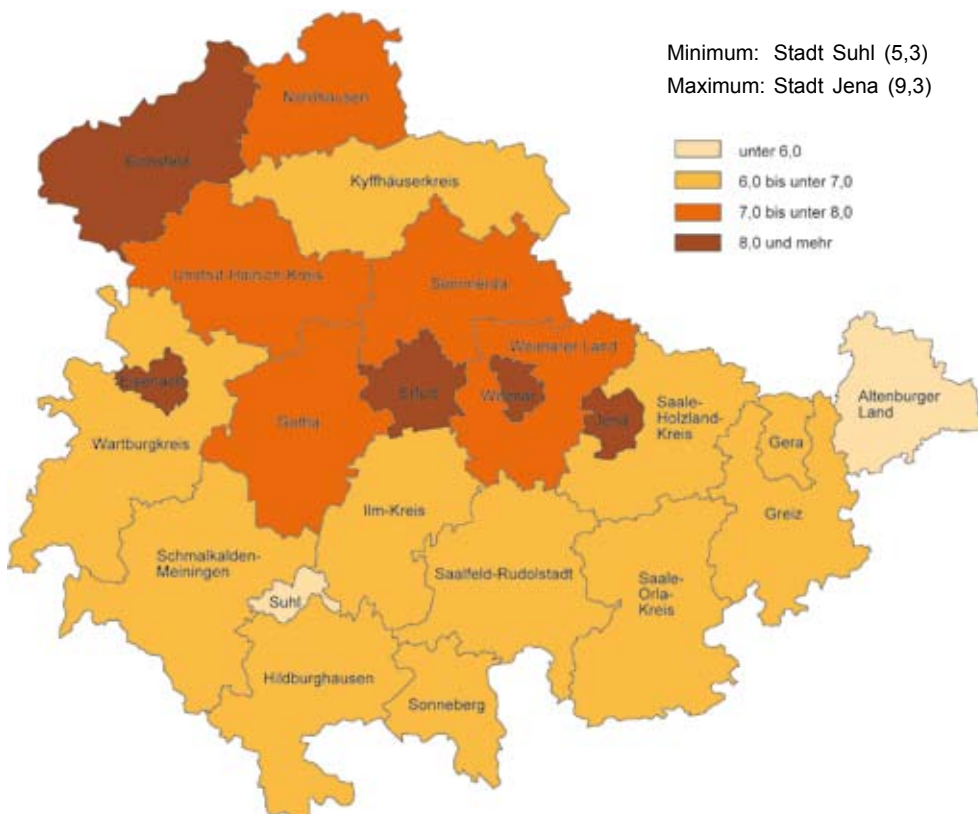 Minimum: Stadt Suhl (5,3)
Maximum: Stadt Jena (9,3)
unter 6,0
6,0 bis unter 7,0
7,0 bis unter 8,0
8,0 und mehr
Nordhausen
Eichsfeld
Kyffhäuserkreis
Unstrut-Hainich-Kreis
Sömmerda
Weimarer Land
Eisenach
Erfurt
Weimar
Jena
Gotha
Wartburgkreis
Saale-
Holzland-
Kreis
Gera
Altenburger
Land
Greiz
Ilm-Kreis
Schmalkalden-
Meiningen
Suhl
Saalfeld-Rudolstadt
Saale-
Orla-
Kreis
Hildburghausen
Sonneberg